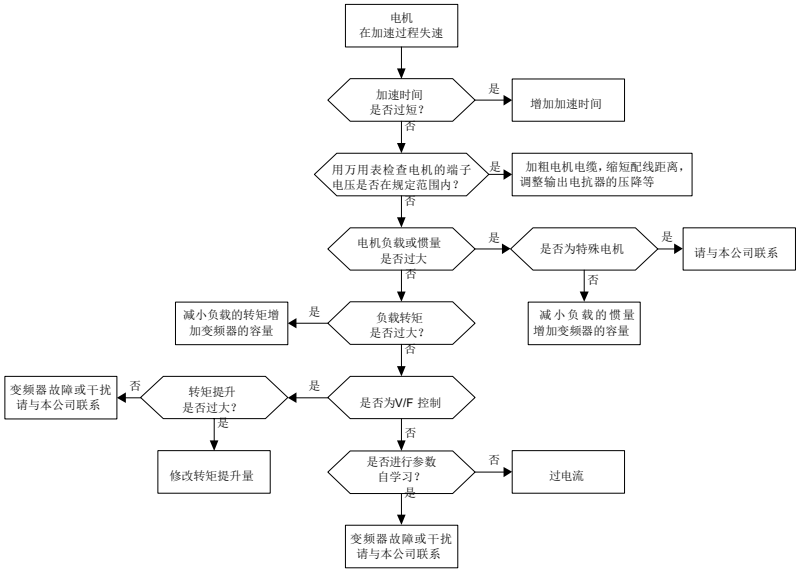 电机
在加速过程失速
加速时间
是否过短？
是
增加加速时间
否
用万用表检查电机的端子
电压是否在规定范围内？
是
加粗电机电缆，缩短配线距离，
调整输出电抗器的压降等
否
电机负载或惯量
是否过大
是
是否为特殊电机
是
请与本公司联系
否
否
减小负载的惯量
增加变频器的容量
负载转矩
是否过大？
是
减小负载的转矩增
加变频器的容量
否
是否为V/F 控制
是
转矩提升
是否过大？
否
变频器故障或干扰
请与本公司联系
是
修改转矩提升量
否
是否进行参数
自学习？
否
过电流
是
变频器故障或干扰
请与本公司联系